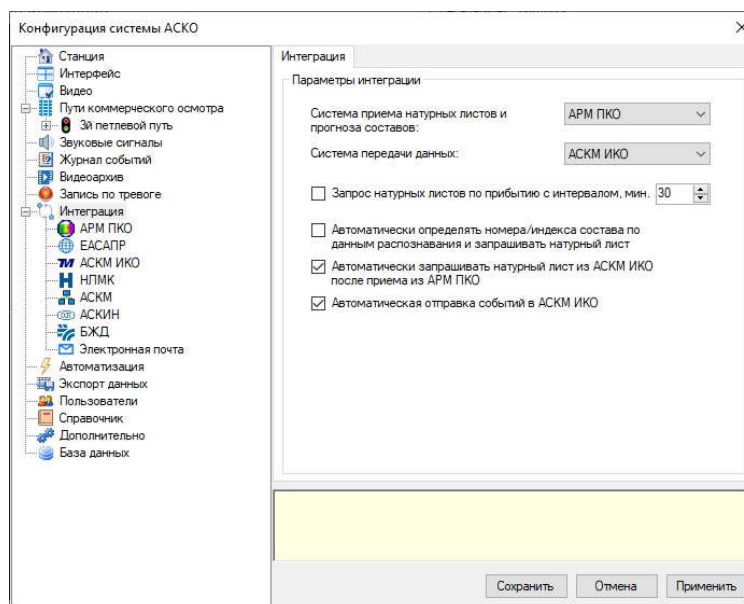 Конфигурация системы АСКО
Станция
Интерфейс
Видео
Пути коммерческого осмотра
3й петлевой путь
Звуковые сигналы
Журнал событий
Видеоархив
Запись по тревоге
Интеграция
АРМ ПКО
ЕАСАПР
АСКМ ИКО
НЛМК
АСКМ
АСКИН
БЖД
Электронная почта
Автоматизация
Экспорт данных
Пользователи
Справочник
Дополнительно
База данных
Интеграция
Параметры интеграции
Система приема натурных листов и
прогноза составов:
АРМ ПКО
Система передачи данных:
АСКМ ИКО
Запрос натурных листов по прибытию с интервалом, мин. 30
Автоматически определять номера/индекса состава по
данным распознавания и запрашивать натурный лист
Автоматически запрашивать натурный лист из АСКМ ИКО
после приема из АРМ ПКО
Автоматическая отправка событий в АСКМ ИКО
Сохранить
Отмена
Применить